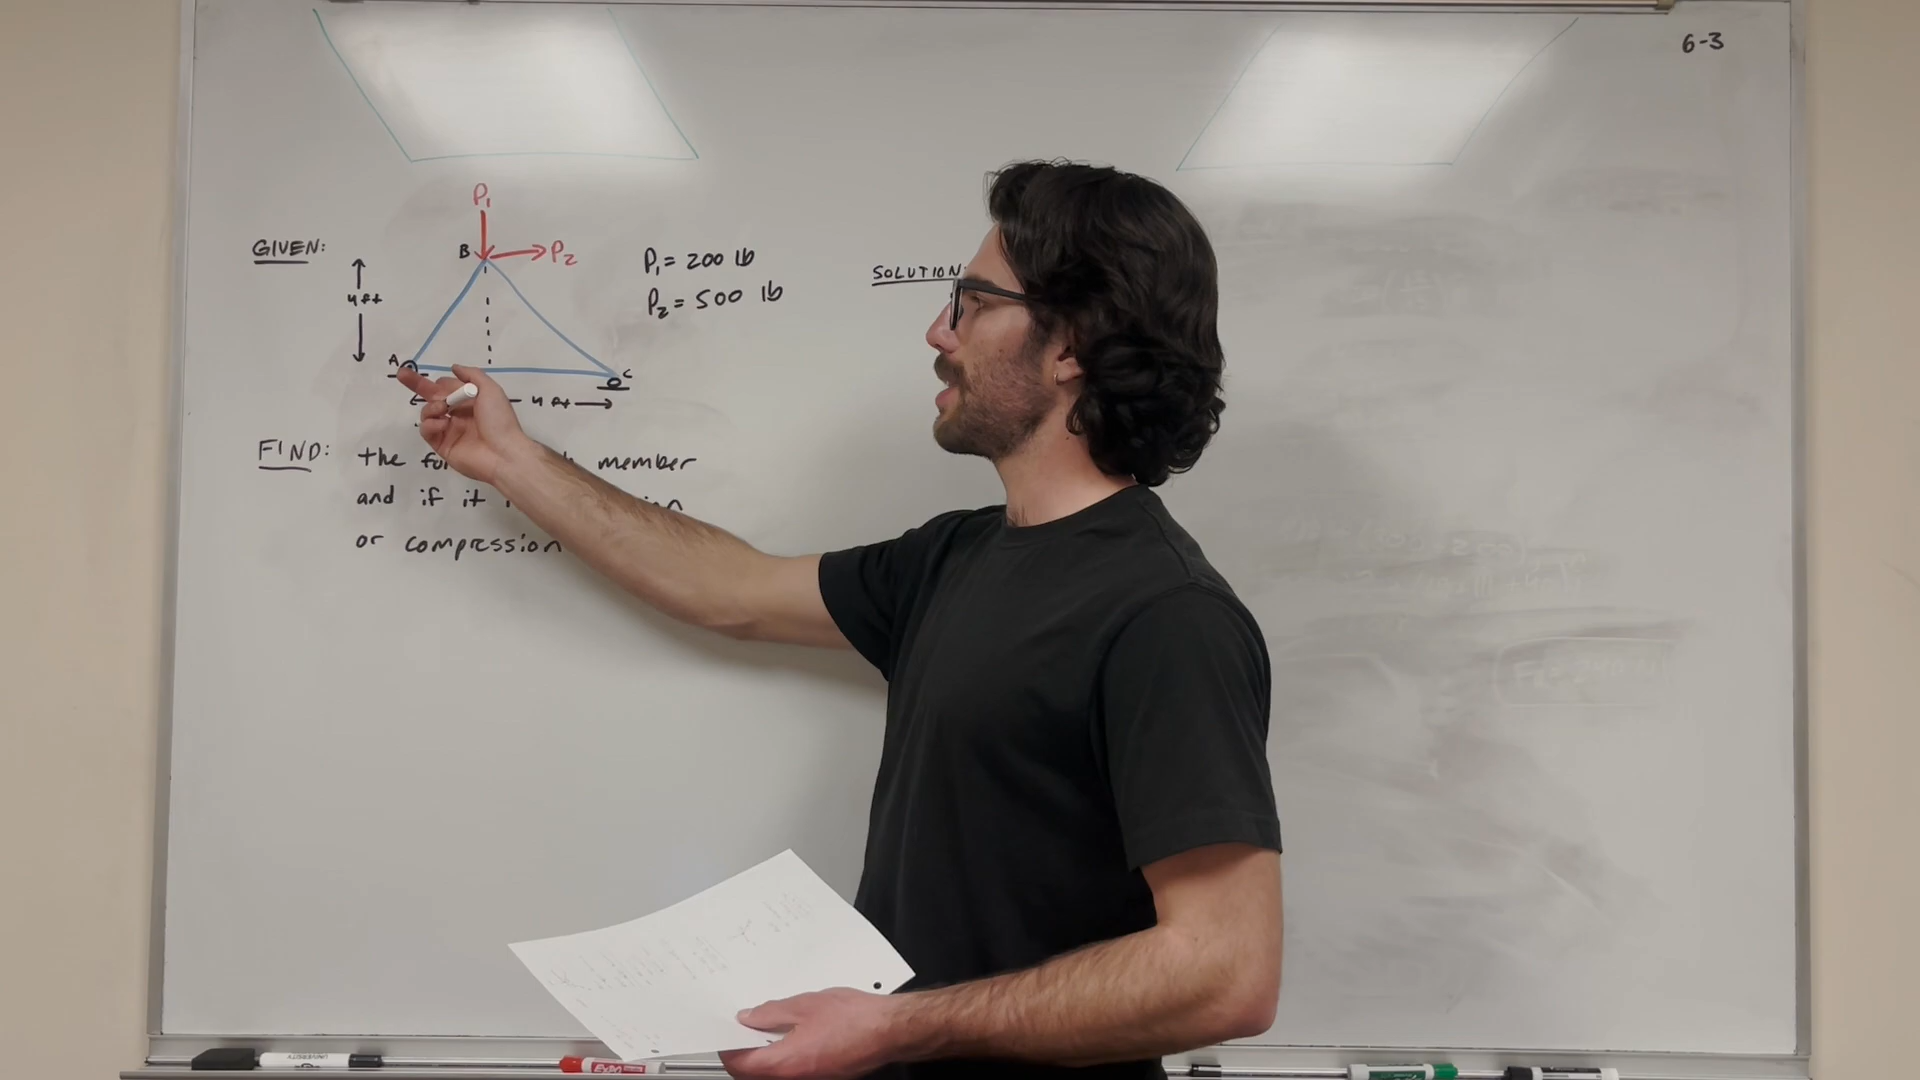 6-3
P₁
GIVEN:
B
P₂
P₁ = 200 lb
P₂ = 500 lb
SOLUTION
4 ft
A
C
4 ft
FIND: the member
and if it
or compression
EXPO